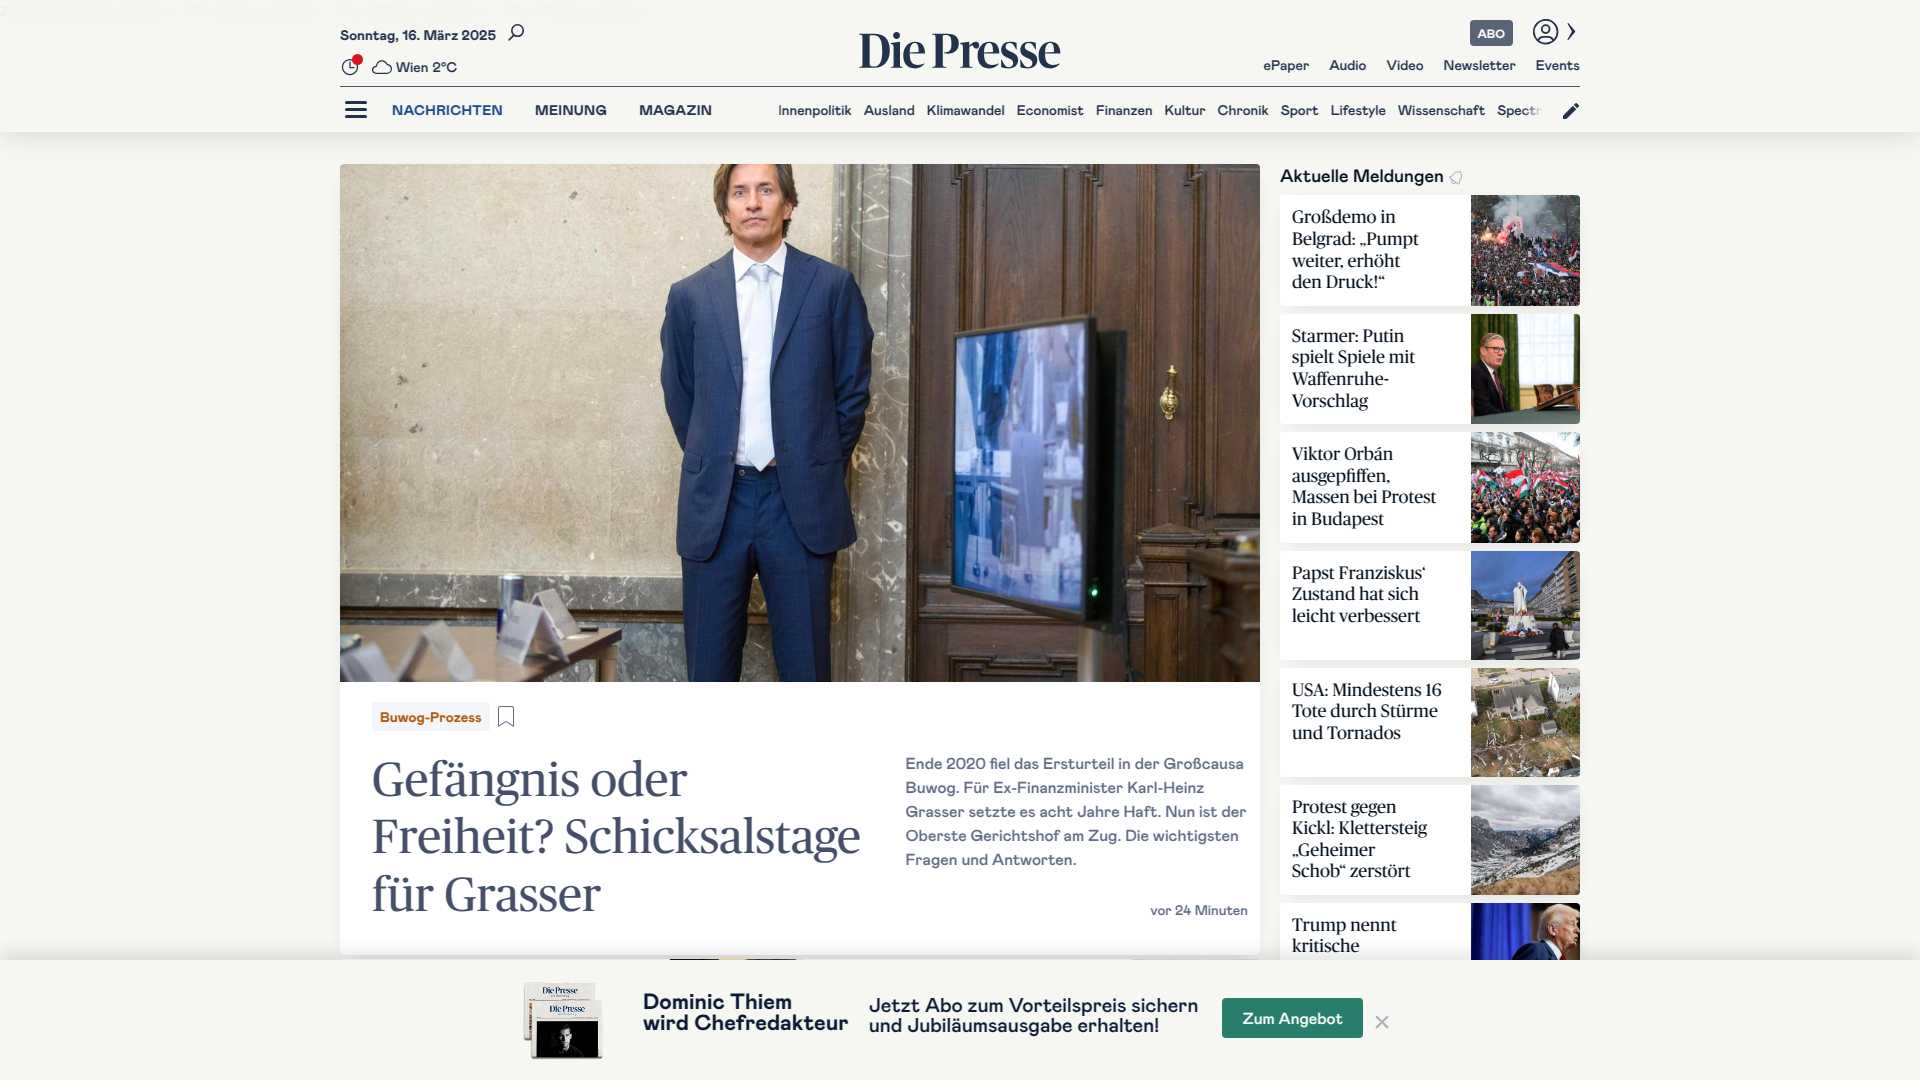 Sonntag, 16. März 2025
Wien 2°C
Die Presse
ABO
ePaper Audio Video Newsletter Events
NACHRICHTEN MEINUNG MAGAZIN
Innenpolitik Ausland Klimawandel Economist Finanzen Kultur Chronik Sport Lifestyle Wissenschaft Spectr
Buwog-Prozess
Gefängnis oder
Freiheit? Schicksalstage
für Grasser
Ende 2020 fiel das Ersturteil in der Großcausa
Buwog. Für Ex-Finanzminister Karl-Heinz
Grasser setzte es acht Jahre Haft. Nun ist der
Oberste Gerichtshof am Zug. Die wichtigsten
Fragen und Antworten.
vor 24 Minuten
Aktuelle Meldungen
Großdemo in
Belgrad: „Pumpt
weiter, erhöht
den Druck!“
Starmer: Putin
spielt Spiele mit
Waffenruhe-
Vorschlag
Viktor Orbán
ausgepfiffen,
Massen bei Protest
in Budapest
Papst Franziskus‘
Zustand hat sich
leicht verbessert
USA: Mindestens 16
Tote durch Stürme
und Tornados
Protest gegen
Kickl: Klettersteig
„Geheimer
Schob“ zerstört
Trump nennt
kritische
Die Presse
Die Presse
Dominic Thiem
wird Chefredakteur
Jetzt Abo zum Vorteilspreis sichern
und Jubiläumsausgabe erhalten!
Zum Angebot